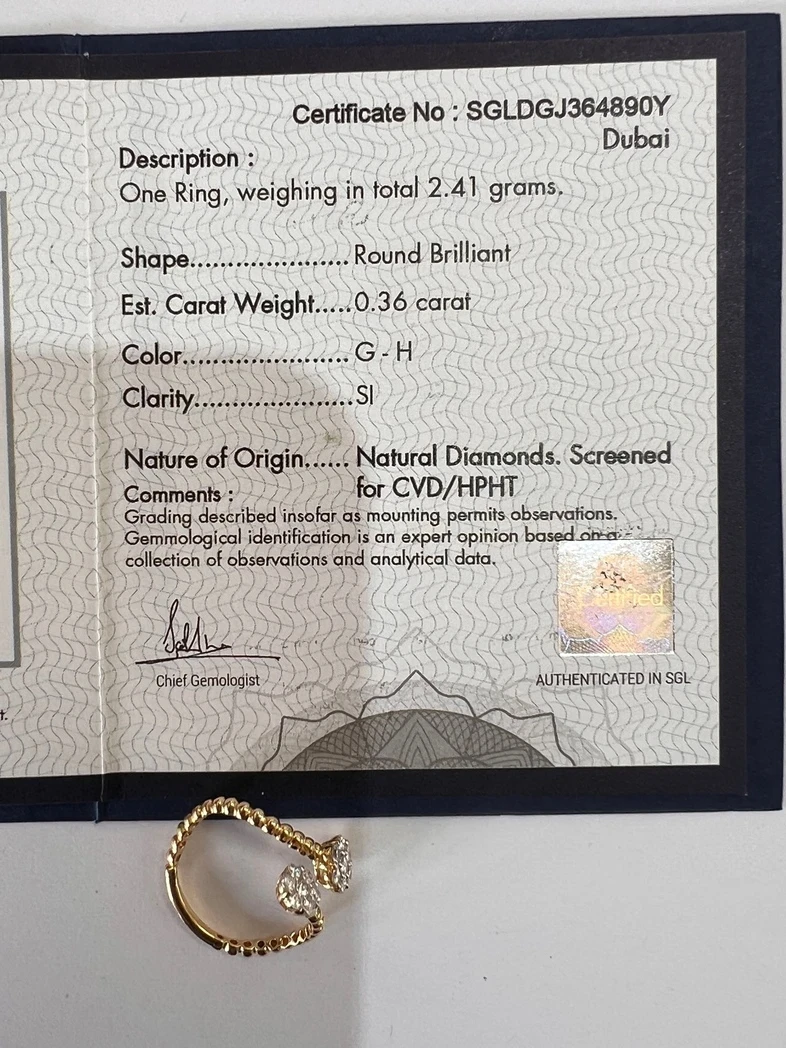 Certificate No : SGLDGJ364890Y
Dubai
Description :
One Ring, weighing in total 2.41 grams.
Shape..................... Round Brilliant
Est. Carat Weight.....0.36 carat
Color...................... G - H
Clarity.....................SI
Nature of Origin...... Natural Diamonds. Screened
for CVD/HPHT
Comments :
Grading described insofar as mounting permits observations.
Gemmological identification is an expert opinion based on a
collection of observations and analytical data.
Certified
Chief Gemologist
AUTHENTICATED IN SGL
t.